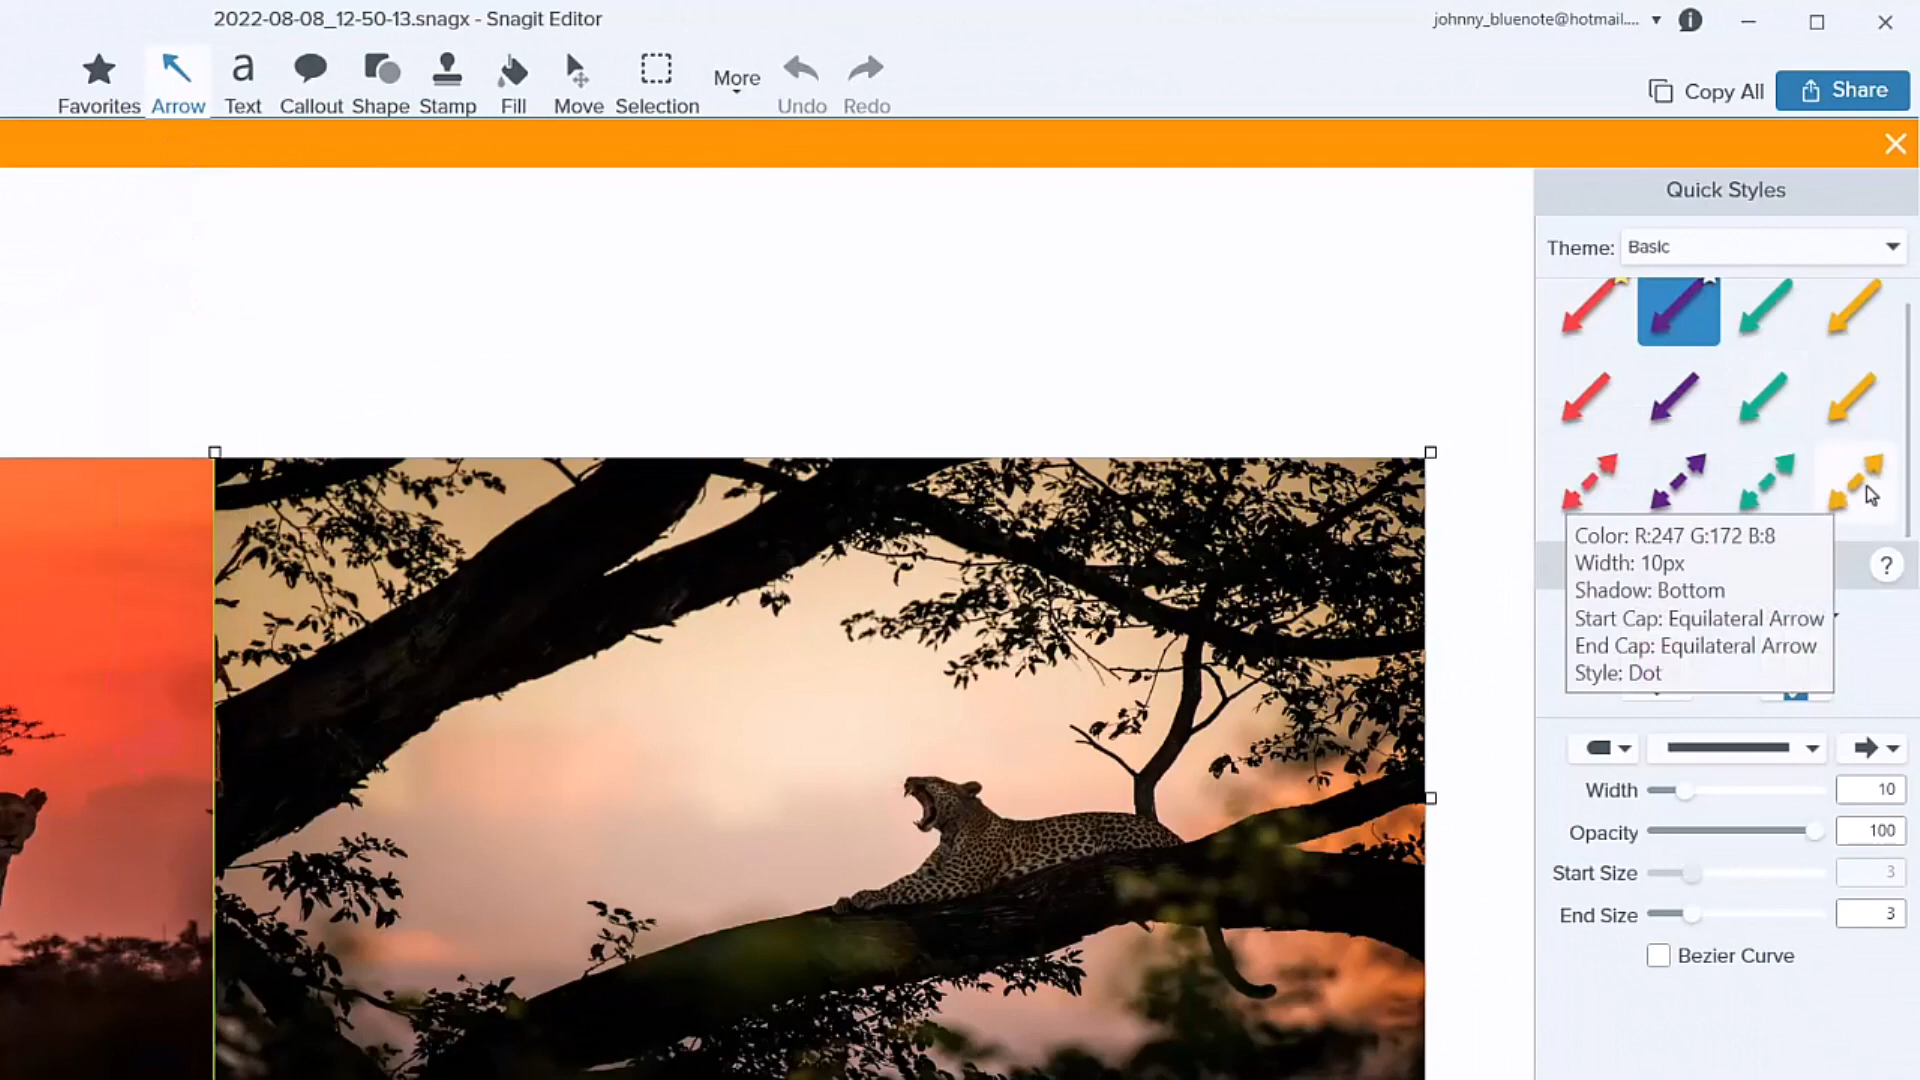 2022-08-08_12-50-13.snagx - Snagit Editor
johnny_bluenote@hotmail....
Favorites Arrow Text Callout Shape Stamp Fill Move Selection More Undo Redo
Copy All
Share
Quick Styles
Theme: Basic
Color: R:247 G:172 B:8
Width: 10px
Shadow: Bottom
Start Cap: Equilateral Arrow
End Cap: Equilateral Arrow
Style: Dot
?
Width 10
Opacity 100
Start Size 3
End Size 3
Bezier Curve